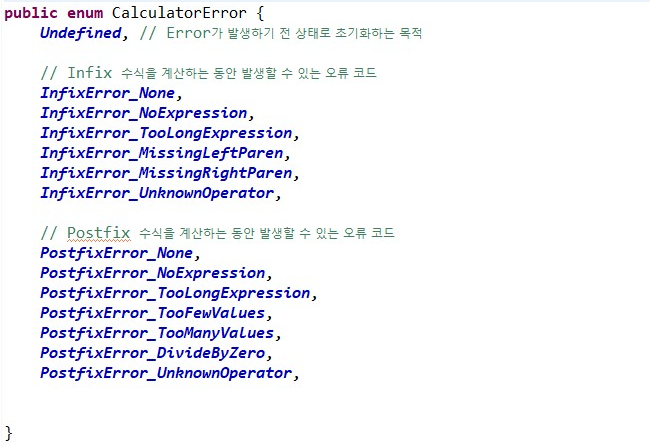 public enum CalculatorError {
Undefined, // Error가 발생하기 전 상태로 초기화하는 목적
// Infix 수식을 계산하는 동안 발생할 수 있는 오류 코드
InfixError_None,
InfixError_NoExpression,
InfixError_TooLongExpression,
InfixError_MissingLeftParen,
InfixError_MissingRightParen,
InfixError_UnknownOperator,
// Postfix 수식을 계산하는 동안 발생할 수 있는 오류 코드
PostfixError_None,
PostfixError_NoExpression,
PostfixError_TooLongExpression,
PostfixError_TooFewValues,
PostfixError_TooManyValues,
PostfixError_DivideByZero,
PostfixError_UnknownOperator,
}